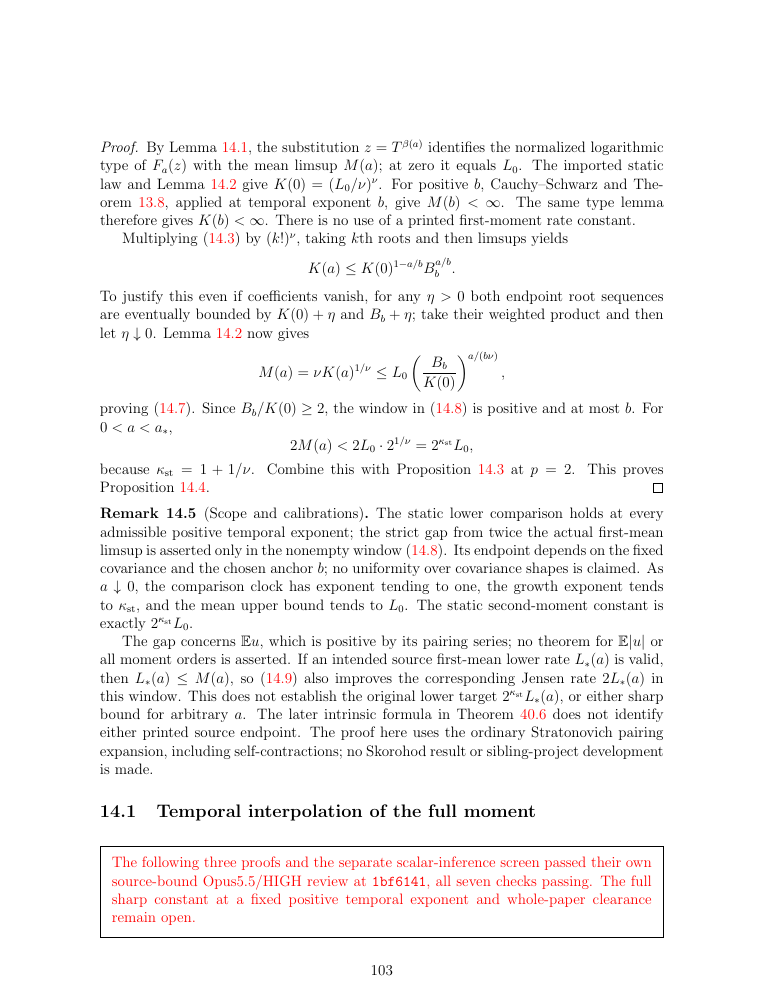 Proof. By Lemma 14.1, the substitution z = T^{β(a)} identifies the normalized logarithmic
type of F_a(z) with the mean limsup M(a); at zero it equals L_0. The imported static
law and Lemma 14.2 give K(0) = (L_0/ν)^ν. For positive b, Cauchy–Schwarz and The-
orem 13.8, applied at temporal exponent b, give M(b) < ∞. The same type lemma
therefore gives K(b) < ∞. There is no use of a printed first-moment rate constant.
Multiplying (14.3) by (k!)^ν, taking kth roots and then limsups yields
K(a) ≤ K(0)^{1−a/b} B_b^{a/b}.
To justify this even if coefficients vanish, for any η > 0 both endpoint root sequences
are eventually bounded by K(0) + η and B_b + η; take their weighted product and then
let η ↓ 0. Lemma 14.2 now gives
M(a) = νK(a)^{1/ν} ≤ L_0 (B_b / K(0))^{a/(bν)},
proving (14.7). Since B_b/K(0) ≥ 2, the window in (14.8) is positive and at most b. For
0 < a < a_*,
2M(a) < 2L_0 · 2^{1/ν} = 2^{κ_st} L_0,
because κ_st = 1 + 1/ν. Combine this with Proposition 14.3 at p = 2. This proves
Proposition 14.4. □
Remark 14.5 (Scope and calibrations). The static lower comparison holds at every
admissible positive temporal exponent; the strict gap from twice the actual first-mean
limsup is asserted only in the nonempty window (14.8). Its endpoint depends on the fixed
covariance and the chosen anchor b; no uniformity over covariance shapes is claimed. As
a ↓ 0, the comparison clock has exponent tending to one, the growth exponent tends
to κ_st, and the mean upper bound tends to L_0. The static second-moment constant is
exactly 2^{κ_st} L_0.
The gap concerns 𝔼u, which is positive by its pairing series; no theorem for 𝔼|u| or
all moment orders is asserted. If an intended source first-mean lower rate L_*(a) is valid,
then L_*(a) ≤ M(a), so (14.9) also improves the corresponding Jensen rate 2L_*(a) in
this window. This does not establish the original lower target 2^{κ_st} L_*(a), or either sharp
bound for arbitrary a. The later intrinsic formula in Theorem 40.6 does not identify
either printed source endpoint. The proof here uses the ordinary Stratonovich pairing
expansion, including self-contractions; no Skorohod result or sibling-project development
is made.
14.1 Temporal interpolation of the full moment
The following three proofs and the separate scalar-inference screen passed their own
source-bound Opus5.5/HIGH review at 1bf6141, all seven checks passing. The full
sharp constant at a fixed positive temporal exponent and whole-paper clearance
remain open.
103